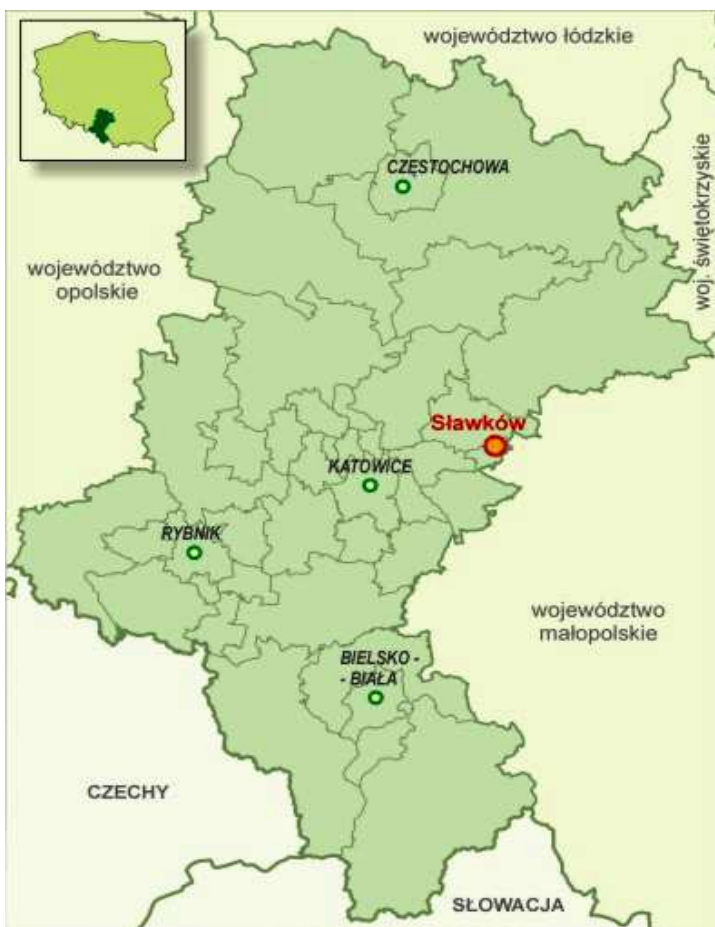 województwo łódzkie
CZĘSTOCHOWA
woj. świętokrzyskie
województwo
opolskie
Sławków
KATOWICE
RYBNIK
województwo
małopolskie
BIELSKO -
- BIAŁA
CZECHY
SŁOWACJA